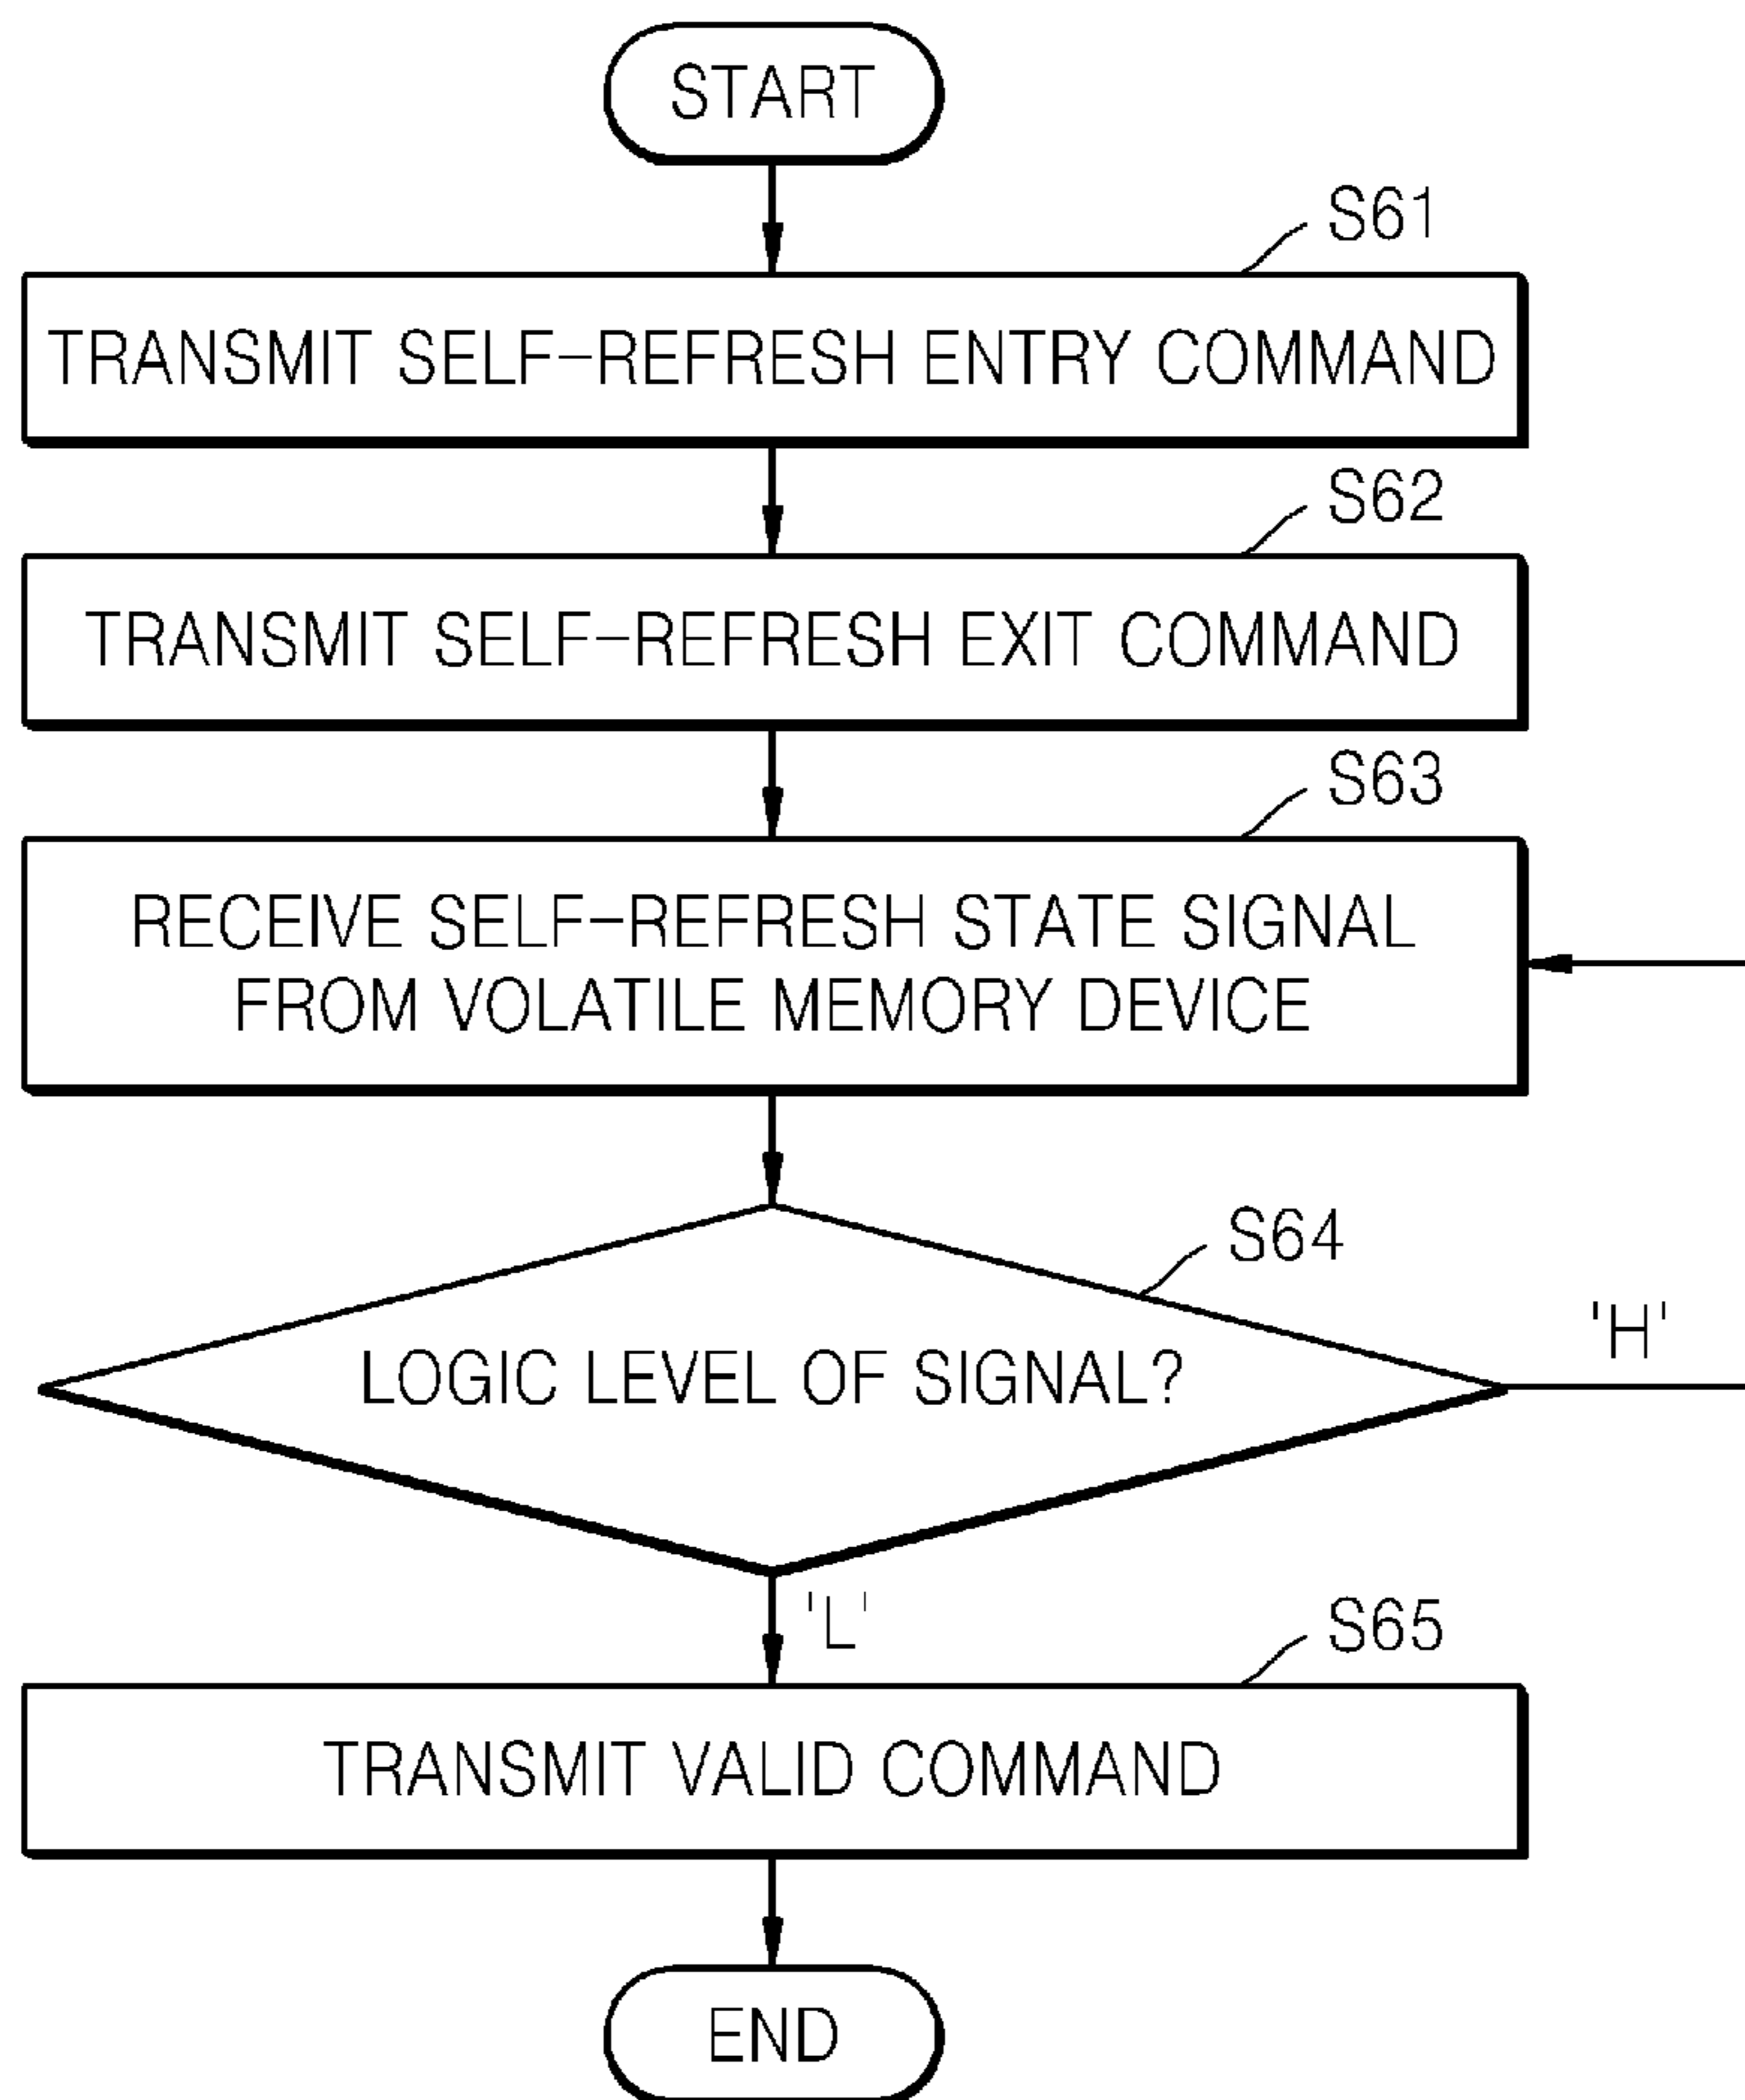 START
S61
TRANSMIT SELF-REFRESH ENTRY COMMAND
S62
TRANSMIT SELF-REFRESH EXIT COMMAND
S63
RECEIVE SELF-REFRESH STATE SIGNAL
FROM VOLATILE MEMORY DEVICE
S64
'H'
LOGIC LEVEL OF SIGNAL?
'L'
S65
TRANSMIT VALID COMMAND
END